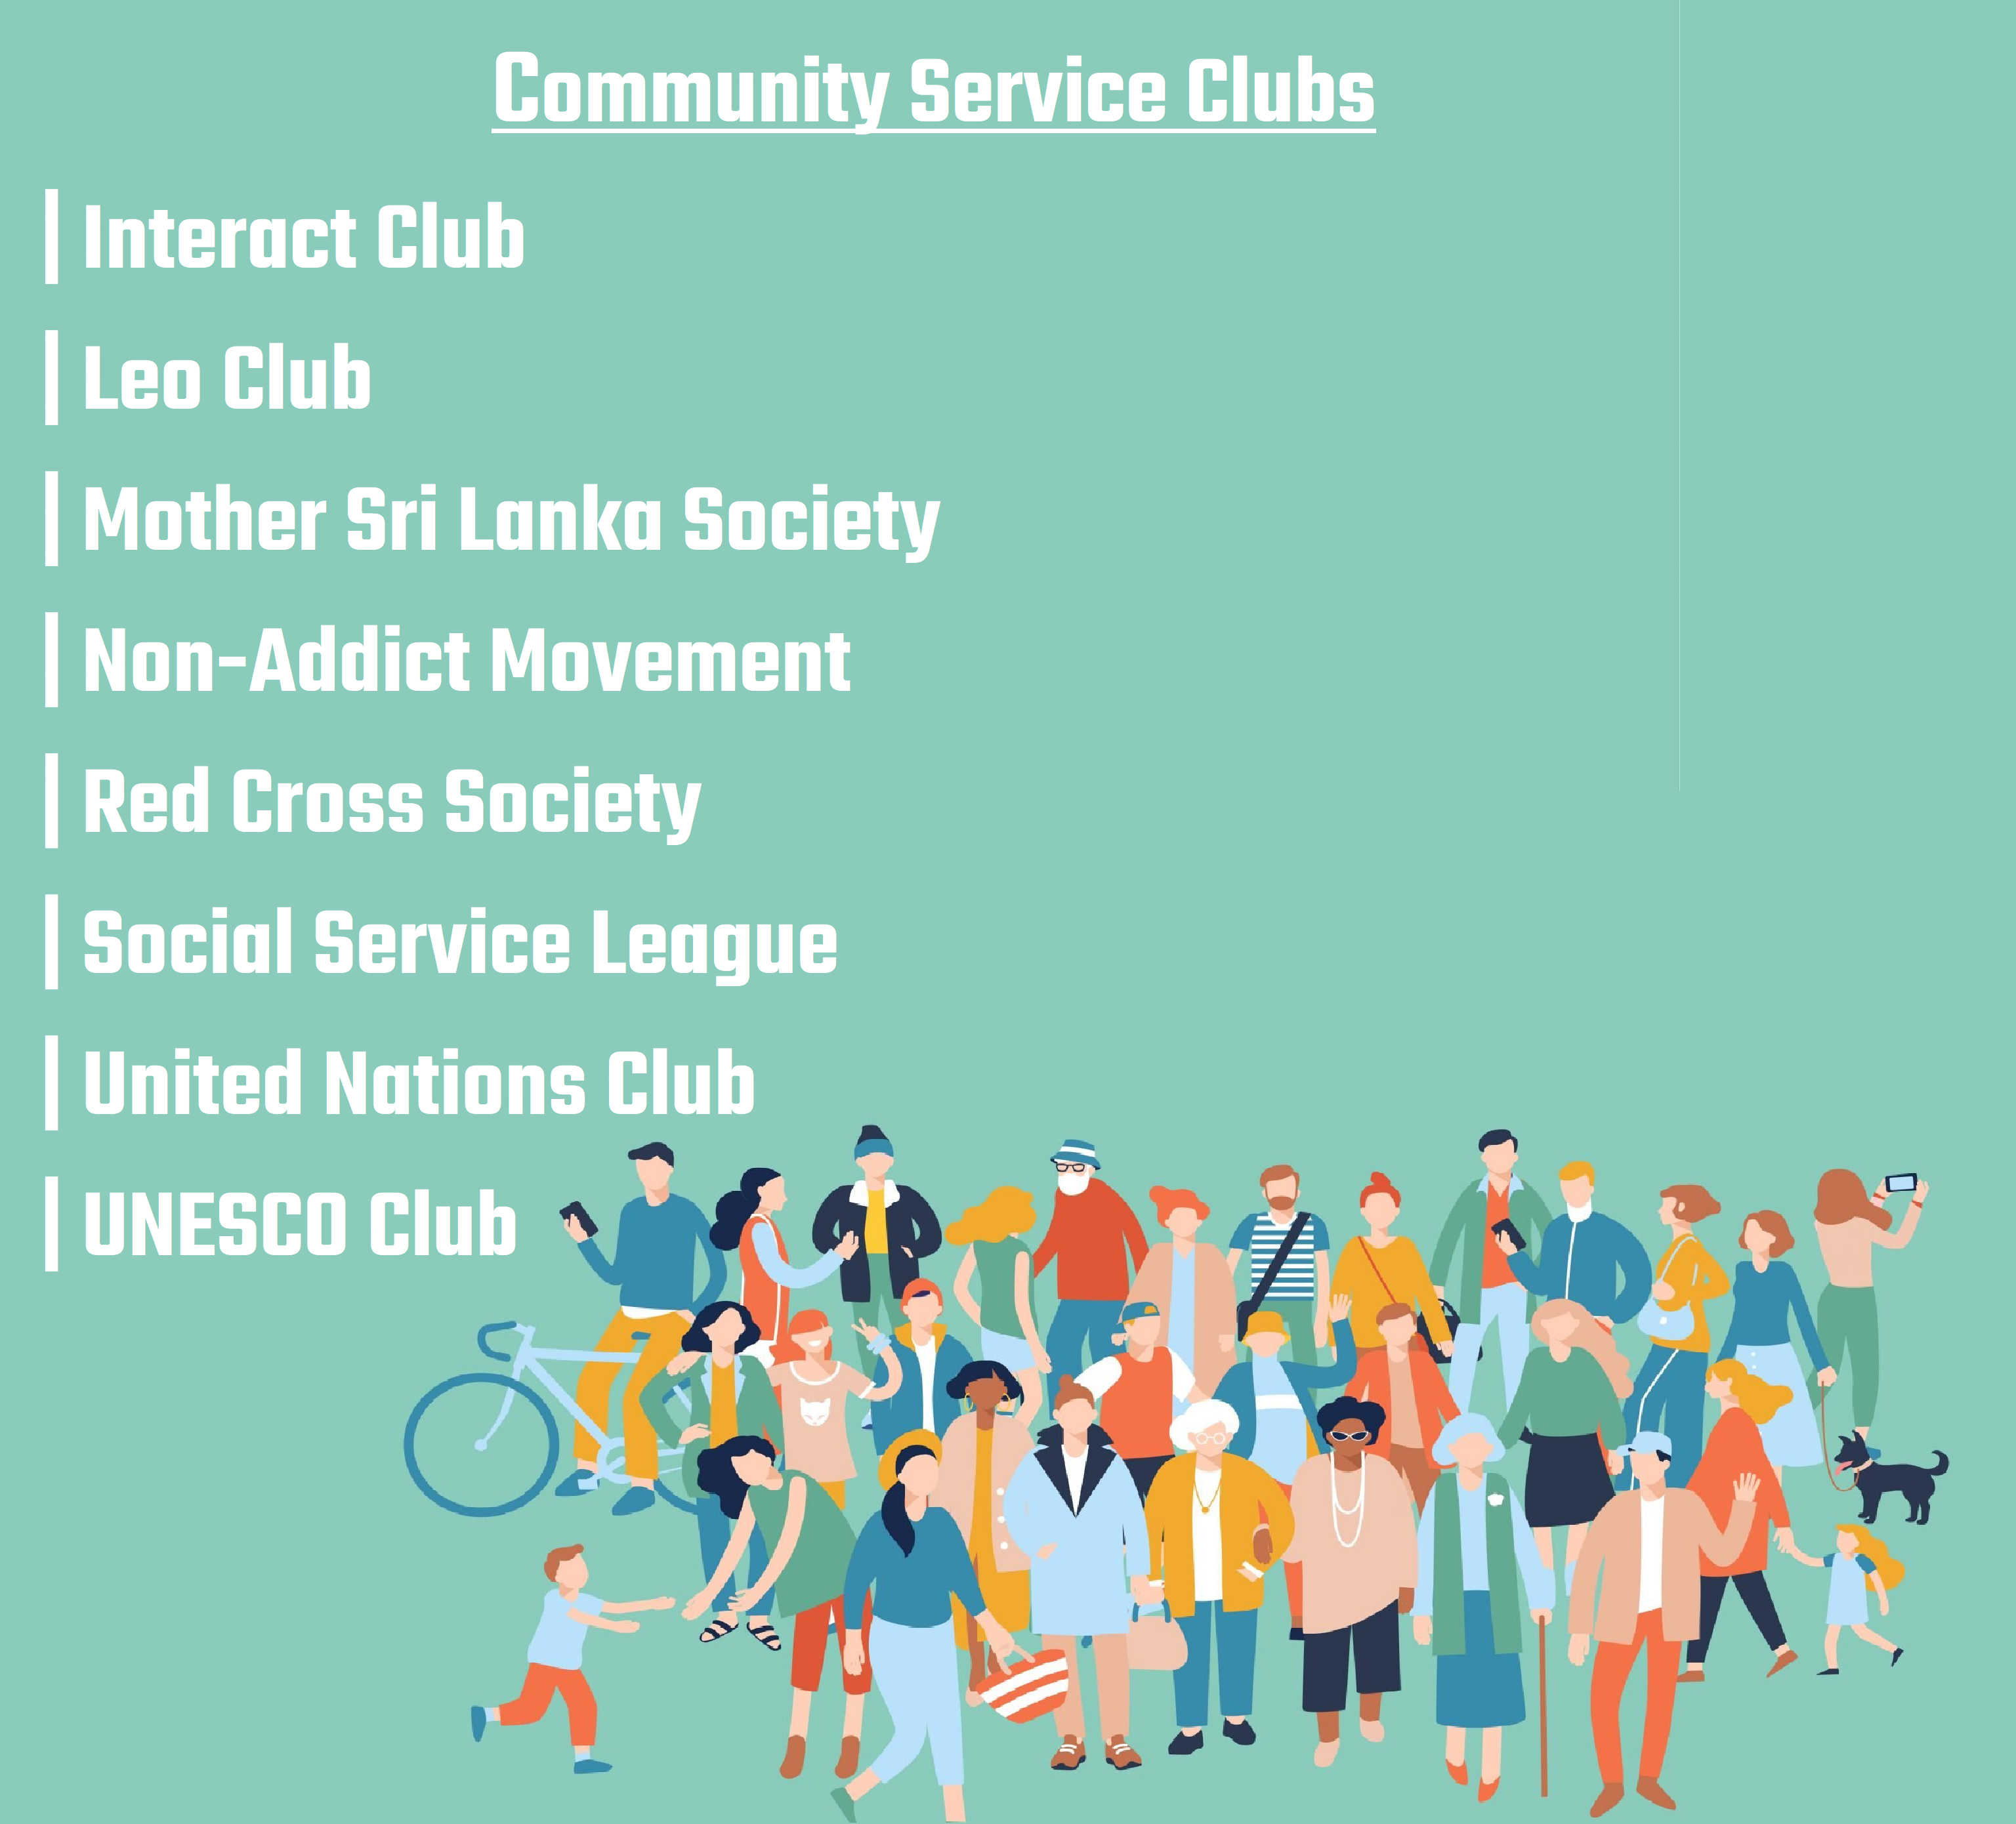 Community Service Clubs
Interact Club
Leo Club
Mother Sri Lanka Society
Non-Addict Movement
Red Cross Society
Social Service League
United Nations Club
UNESCO Club